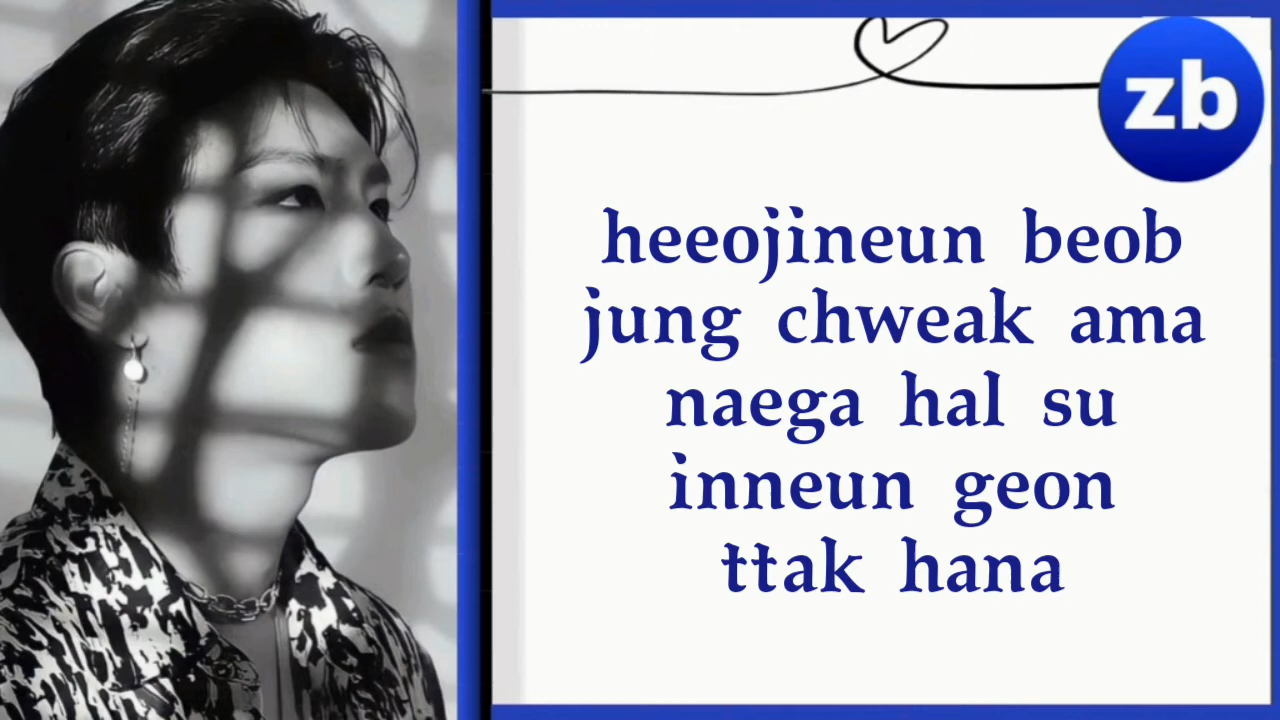 zb
heeojineun beob
jung chweak ama
naega hal su
inneun geon
ttak hana